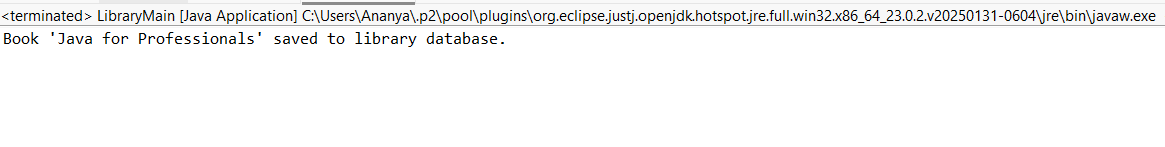 <terminated> LibraryMain [Java Application] C:\Users\Ananya\.p2\pool\plugins\org.eclipse.justj.openjdk.hotspot.jre.full.win32.x86_64_23.0.2.v20250131-0604\jre\bin\javaw.exe
Book 'Java for Professionals' saved to library database.